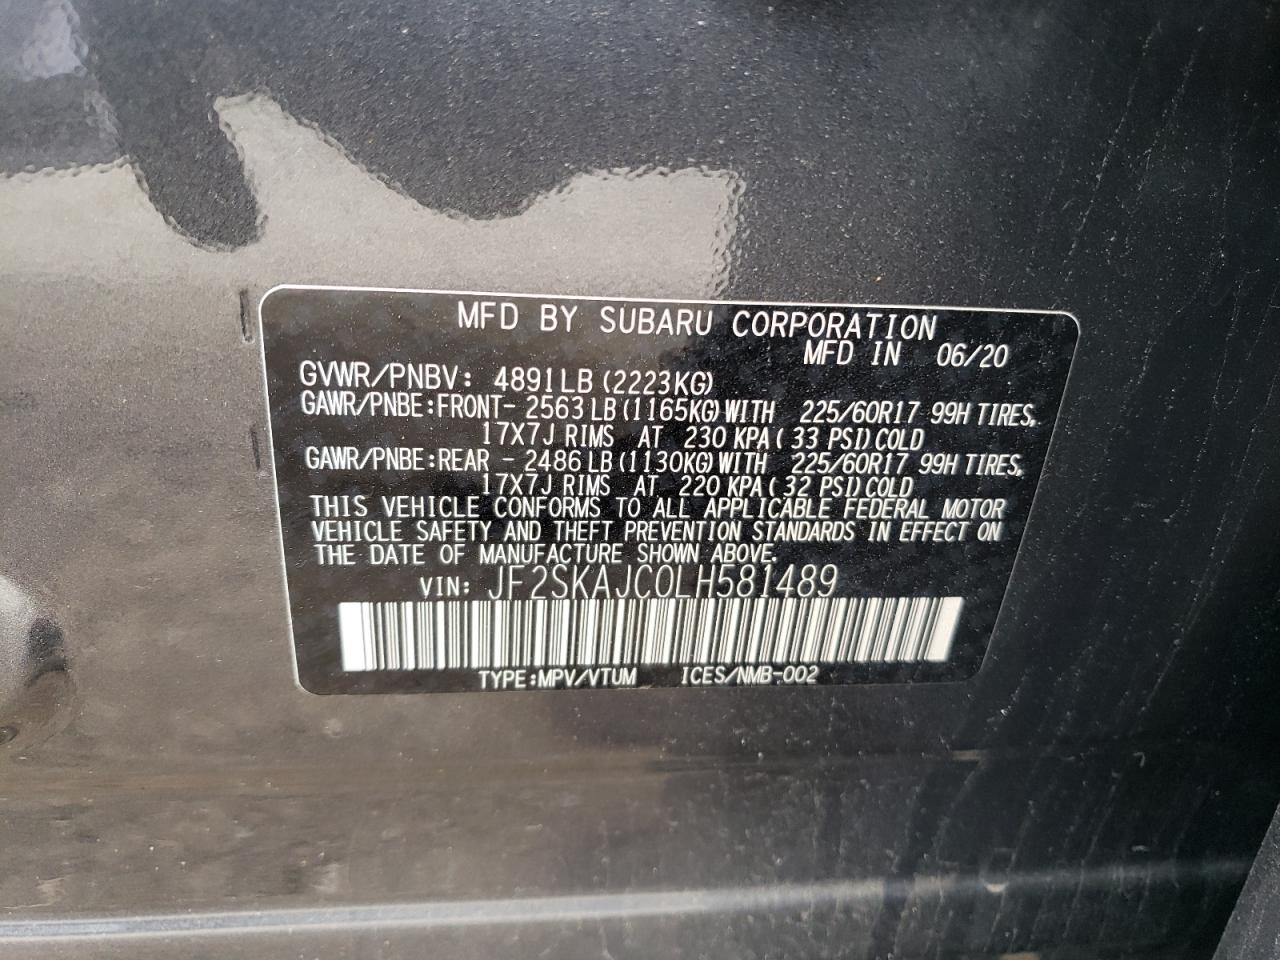 MFD BY SUBARU CORPORATION
MFD IN 06/20
GVWR/PNBV: 4891LB (2223KG)
GAWR/PNBE:FRONT- 2563 LB (1165KG) WITH 225/60R17 99H TIRES,
17X7J RIMS AT 230 KPA ( 33 PSI) COLD
GAWR/PNBE:REAR - 2486 LB (1130KG) WITH 225/60R17 99H TIRES,
17X7J RIMS AT 220 KPA ( 32 PSI) COLD
THIS VEHICLE CONFORMS TO ALL APPLICABLE FEDERAL MOTOR
VEHICLE SAFETY AND THEFT PREVENTION STANDARDS IN EFFECT ON
THE DATE OF MANUFACTURE SHOWN ABOVE.
VIN: JF2SKAJC0LH581489
TYPE:MPV/VTUM ICES/NMB-002